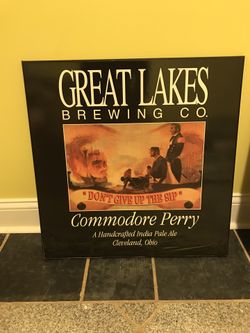 GREAT LAKES
BREWING CO.
"DON'T GIVE UP THE SIP"
Commodore Perry
A Handcrafted India Pale Ale
Cleveland, Ohio